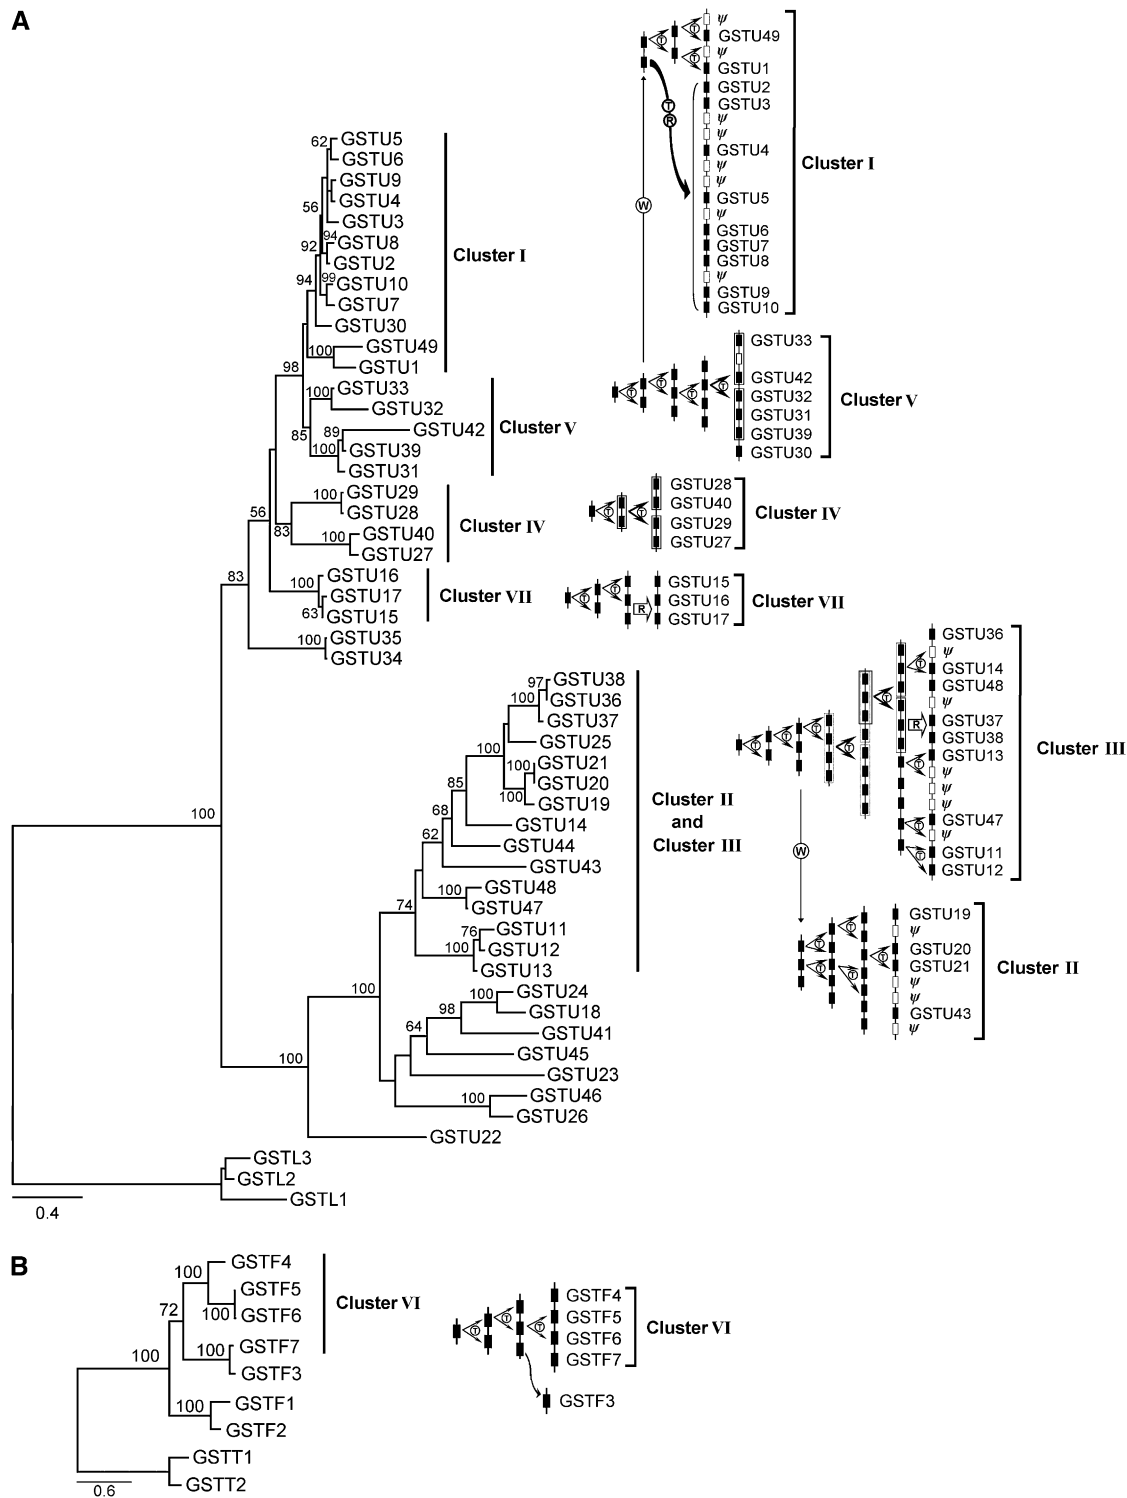 A
62
GSTU5
GSTU6
GSTU9
GSTU4
56
GSTU3
94
GSTU8
92
GSTU2
94
99
GSTU10
GSTU7
GSTU30
GSTU49
100
GSTU1
Cluster I
98
GSTU33
100
GSTU32
85
89
GSTU42
100
GSTU39
GSTU31
Cluster V
100
GSTU29
GSTU28
56
83
100
GSTU40
GSTU27
Cluster IV
83
100
GSTU16
GSTU17
63
GSTU15
Cluster VII
100
GSTU35
GSTU34
97
GSTU38
100
GSTU36
GSTU37
GSTU25
100
GSTU21
100
GSTU20
100
GSTU19
85
GSTU14
68
GSTU44
62
GSTU43
100
GSTU48
GSTU47
74
76
GSTU11
100
GSTU12
GSTU13
Cluster II
and
Cluster III
100
100
100
GSTU24
98
GSTU18
64
GSTU41
GSTU45
100
GSTU23
100
GSTU46
GSTU26
GSTU22
GSTL3
GSTL2
GSTL1
0.4
T
T
T
T
R
W
ψ
GSTU49
ψ
GSTU1
GSTU2
GSTU3
ψ
ψ
GSTU4
ψ
ψ
GSTU5
ψ
GSTU6
GSTU7
GSTU8
ψ
GSTU9
GSTU10
Cluster I
T
T
T
T
GSTU33
GSTU42
GSTU32
GSTU31
GSTU39
GSTU30
Cluster V
T
T
GSTU28
GSTU40
GSTU29
GSTU27
Cluster IV
T
T
R
GSTU15
GSTU16
GSTU17
Cluster VII
T
T
T
T
T
T
R
T
T
T
W
GSTU36
ψ
GSTU14
GSTU48
ψ
GSTU37
GSTU38
GSTU13
ψ
ψ
ψ
GSTU47
ψ
GSTU11
GSTU12
Cluster III
T
T
T
T
T
GSTU19
ψ
GSTU20
GSTU21
ψ
ψ
GSTU43
ψ
Cluster II
B
100
GSTF4
GSTF5
100
GSTF6
72
100
GSTF7
GSTF3
100
100
GSTF1
GSTF2
GSTT1
GSTT2
0.6
Cluster VI
T
T
T
GSTF4
GSTF5
GSTF6
GSTF7
GSTF3
Cluster VI